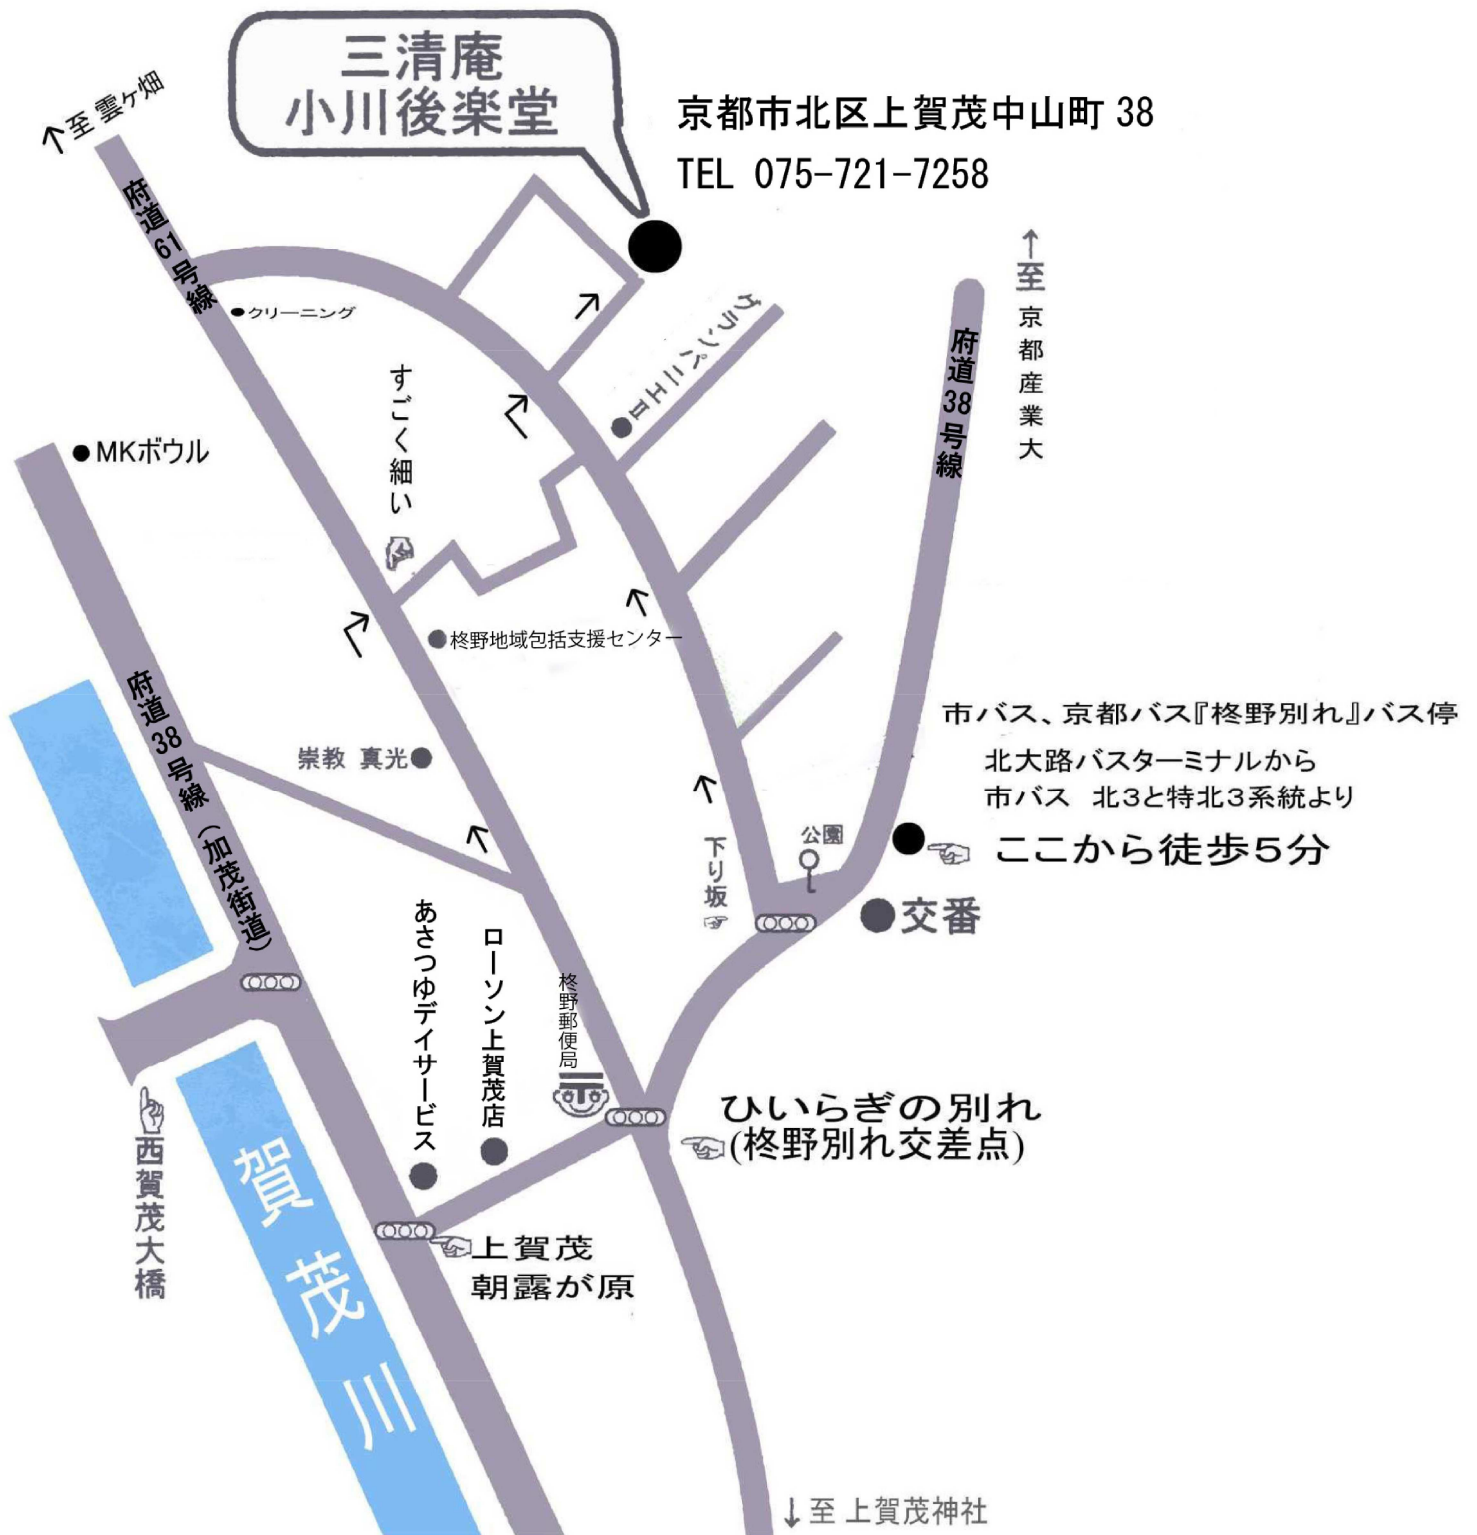 三清庵
小川後楽堂
京都市北区上賀茂中山町 38
TEL 075-721-7258
↑至 雲ヶ畑
府道61号線
クリーニング
↑至 京都産業大
グランパニエⅡ
府道38号線
すごく細い
MKボウル
柊野地域包括支援センター
府道38号線(加茂街道)
崇教 真光
市バス、京都バス『柊野別れ』バス停
北大路バスターミナルから
市バス 北3と特北3系統より
ここから徒歩5分
公園
下り坂
交番
あさつゆデイサービス
ローソン上賀茂店
柊野郵便局
ひいらぎの別れ
(柊野別れ交差点)
西賀茂大橋
賀茂川
上賀茂
朝露が原
↓至 上賀茂神社